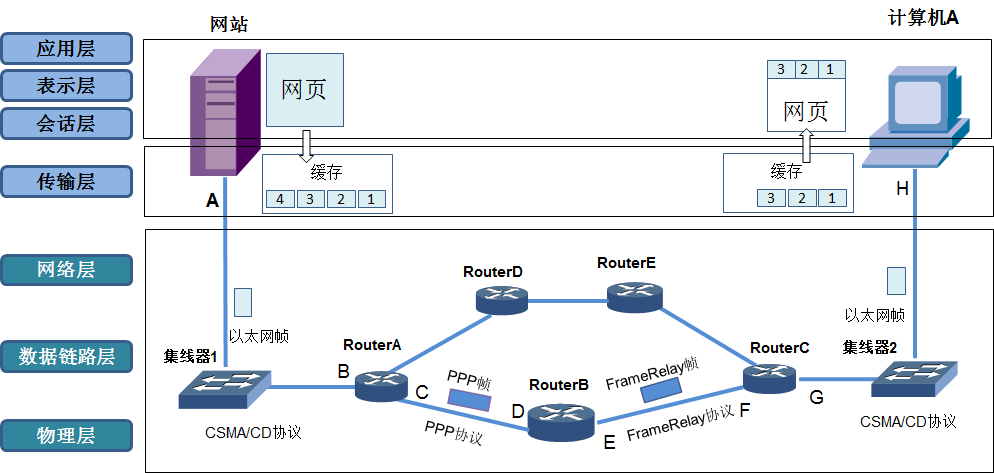 网站
计算机A
应用层
表示层
会话层
传输层
网络层
数据链路层
物理层
网页
缓存
4 3 2 1
3 2 1
网页
缓存
3 2 1
A
H
以太网帧
以太网帧
集线器1
集线器2
CSMA/CD协议
CSMA/CD协议
RouterD
RouterE
RouterA
RouterB
RouterC
B
C
D
E
F
G
PPP帧
PPP协议
FrameRelay帧
FrameRelay协议